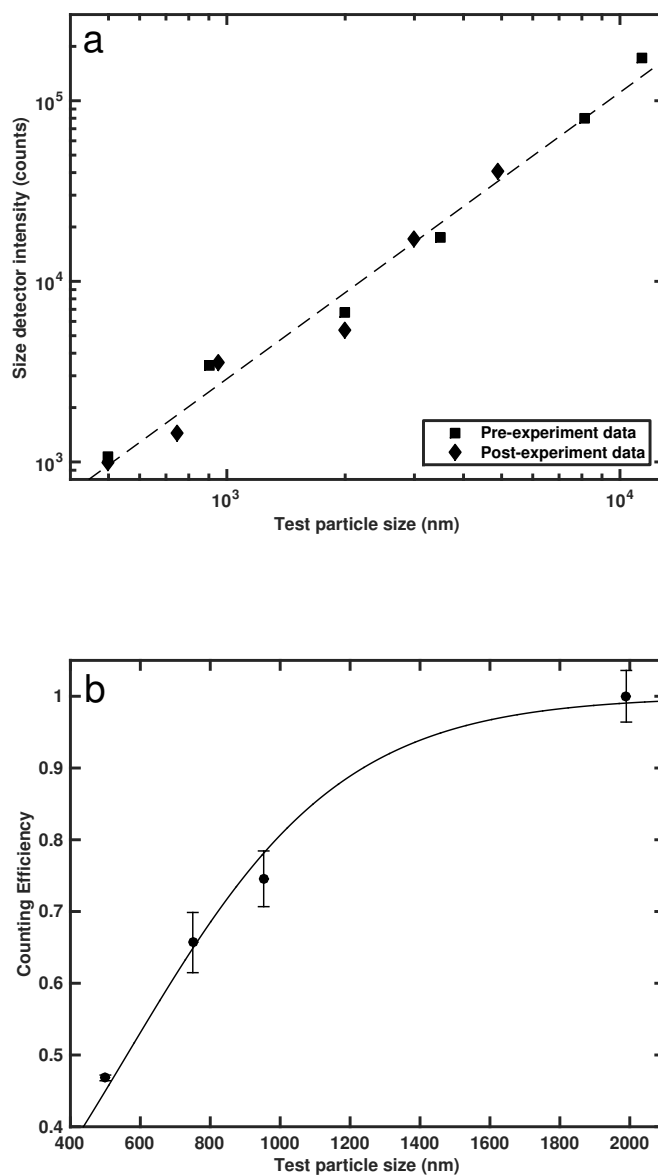 a
10^5
10^4
10^3
Size detector intensity (counts)
Pre-experiment data
Post-experiment data
10^3 10^4
Test particle size (nm)
b
1
0.9
0.8
0.7
0.6
0.5
0.4
Counting Efficiency
400 600 800 1000 1200 1400 1600 1800 2000
Test particle size (nm)